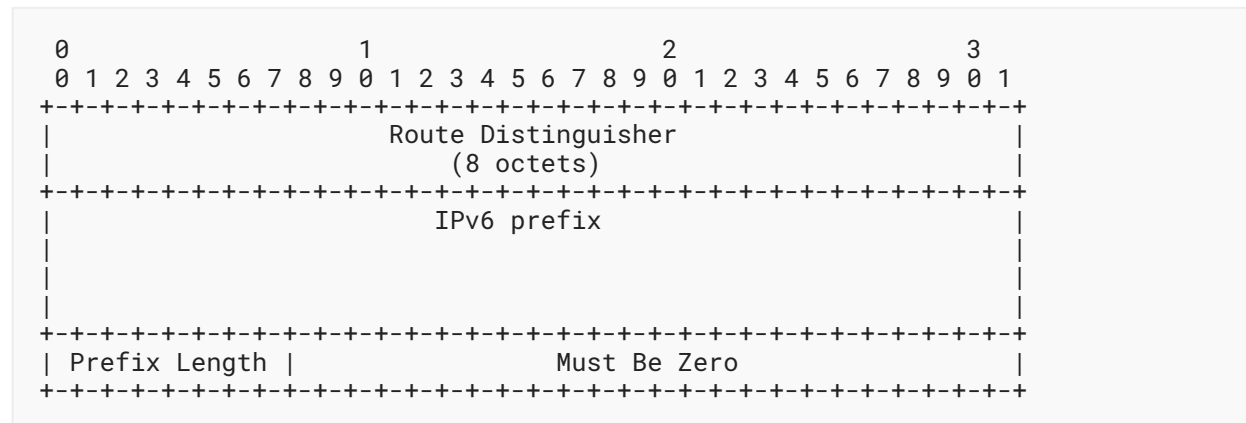 0                   1                   2                   3
 0 1 2 3 4 5 6 7 8 9 0 1 2 3 4 5 6 7 8 9 0 1 2 3 4 5 6 7 8 9 0 1
+-+-+-+-+-+-+-+-+-+-+-+-+-+-+-+-+-+-+-+-+-+-+-+-+-+-+-+-+-+-+-+-+
|                      Route Distinguisher                      |
|                          (8 octets)                           |
+-+-+-+-+-+-+-+-+-+-+-+-+-+-+-+-+-+-+-+-+-+-+-+-+-+-+-+-+-+-+-+-+
|                         IPv6 prefix                           |
|                                                               |
|                                                               |
|                                                               |
+-+-+-+-+-+-+-+-+-+-+-+-+-+-+-+-+-+-+-+-+-+-+-+-+-+-+-+-+-+-+-+-+
| Prefix Length |                 Must Be Zero                  |
+-+-+-+-+-+-+-+-+-+-+-+-+-+-+-+-+-+-+-+-+-+-+-+-+-+-+-+-+-+-+-+-+